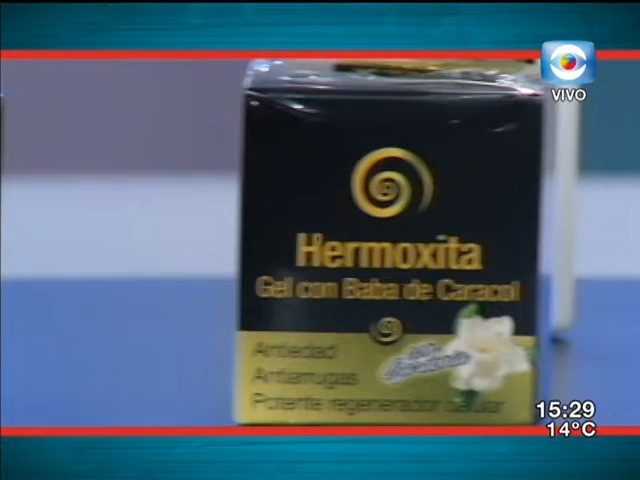 VIVO
Hermoxita
Gel con Baba de Caracol
Antiedad
Antiarrugas
Potente regenerador celular
15:29
14°C